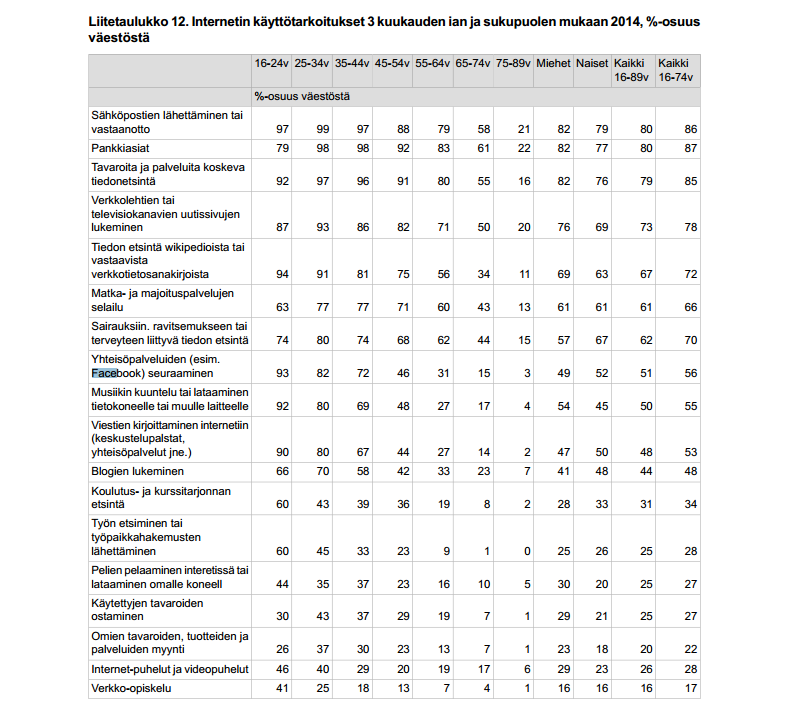 Liitetaulukko 12. Internetin käyttötarkoitukset 3 kuukauden ian ja sukupuolen mukaan 2014, %-osuus
väestöstä
16-24v 25-34v 35-44v 45-54v 55-64v 65-74v 75-89v Miehet Naiset Kaikki 16-89v Kaikki 16-74v
%-osuus väestöstä
Sähköpostien lähettäminen tai
vastaanotto 97 99 97 88 79 58 21 82 79 80 86
Pankkiasiat 79 98 98 92 83 61 22 82 77 80 87
Tavaroita ja palveluita koskeva
tiedonetsintä 92 97 96 91 80 55 16 82 76 79 85
Verkkolehtien tai
televisiokanavien uutissivujen
lukeminen 87 93 86 82 71 50 20 76 69 73 78
Tiedon etsintä wikipedioista tai
vastaavista
verkkotietosanakirjoista 94 91 81 75 56 34 11 69 63 67 72
Matka- ja majoituspalvelujen
selailu 63 77 77 71 60 43 13 61 61 61 66
Sairauksiin. ravitsemukseen tai
terveyteen liittyvä tiedon etsintä 74 80 74 68 62 44 15 57 67 62 70
Yhteisöpalveluiden (esim.
Facebook) seuraaminen 93 82 72 46 31 15 3 49 52 51 56
Musiikin kuuntelu tai lataaminen
tietokoneelle tai muulle laitteelle 92 80 69 48 27 17 4 54 45 50 55
Viestien kirjoittaminen internetiin
(keskustelupalstat,
yhteisöpalvelut jne.) 90 80 67 44 27 14 2 47 50 48 53
Blogien lukeminen 66 70 58 42 33 23 7 41 48 44 48
Koulutus- ja kurssitarjonnan
etsintä 60 43 39 36 19 8 2 28 33 31 34
Työn etsiminen tai
työpaikkahakemusten
lähettäminen 60 45 33 23 9 1 0 25 26 25 28
Pelien pelaaminen interetissä tai
lataaminen omalle koneell 44 35 37 23 16 10 5 30 20 25 27
Käytettyjen tavaroiden
ostaminen 30 43 37 29 19 7 1 29 21 25 27
Omien tavaroiden, tuotteiden ja
palveluiden myynti 26 37 30 23 13 7 1 23 18 20 22
Internet-puhelut ja videopuhelut 46 40 29 20 19 17 6 29 23 26 28
Verkko-opiskelu 41 25 18 13 7 4 1 16 16 16 17